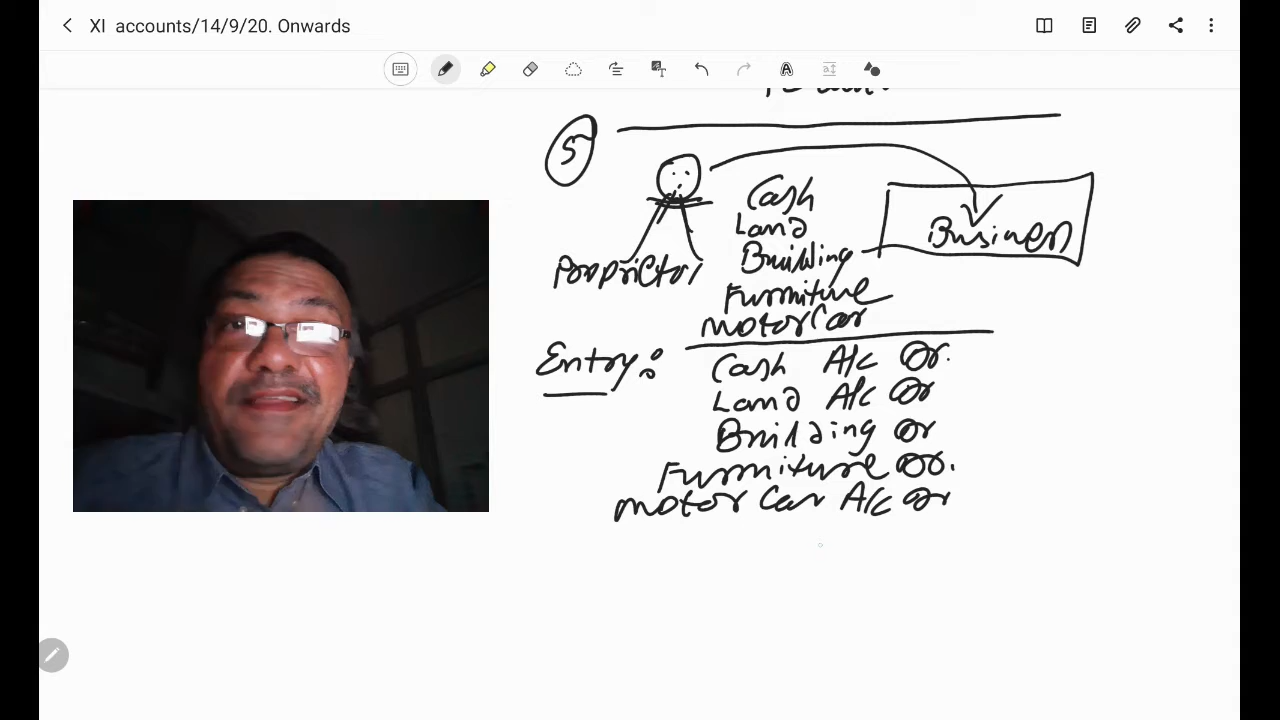 XI accounts/14/9/20. Onwards
5
Cash
Land
Building
Business
Proprietor
Furniture
Motor Car
Entry:
Cash A/c Dr.
Land A/c Dr
Building Dr
Furniture Dr.
Motor Car A/c Dr